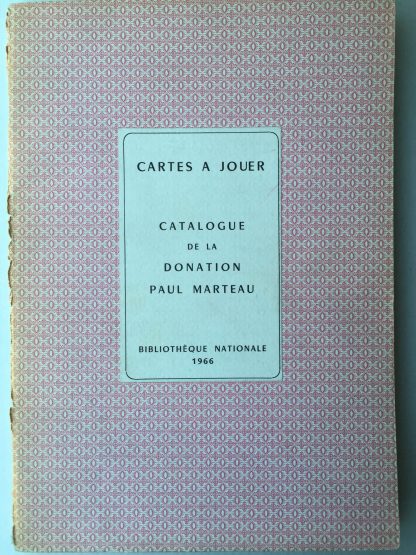 CARTES A JOUER
CATALOGUE
DE LA
DONATION
PAUL MARTEAU
BIBLIOTHÈQUE NATIONALE
1966